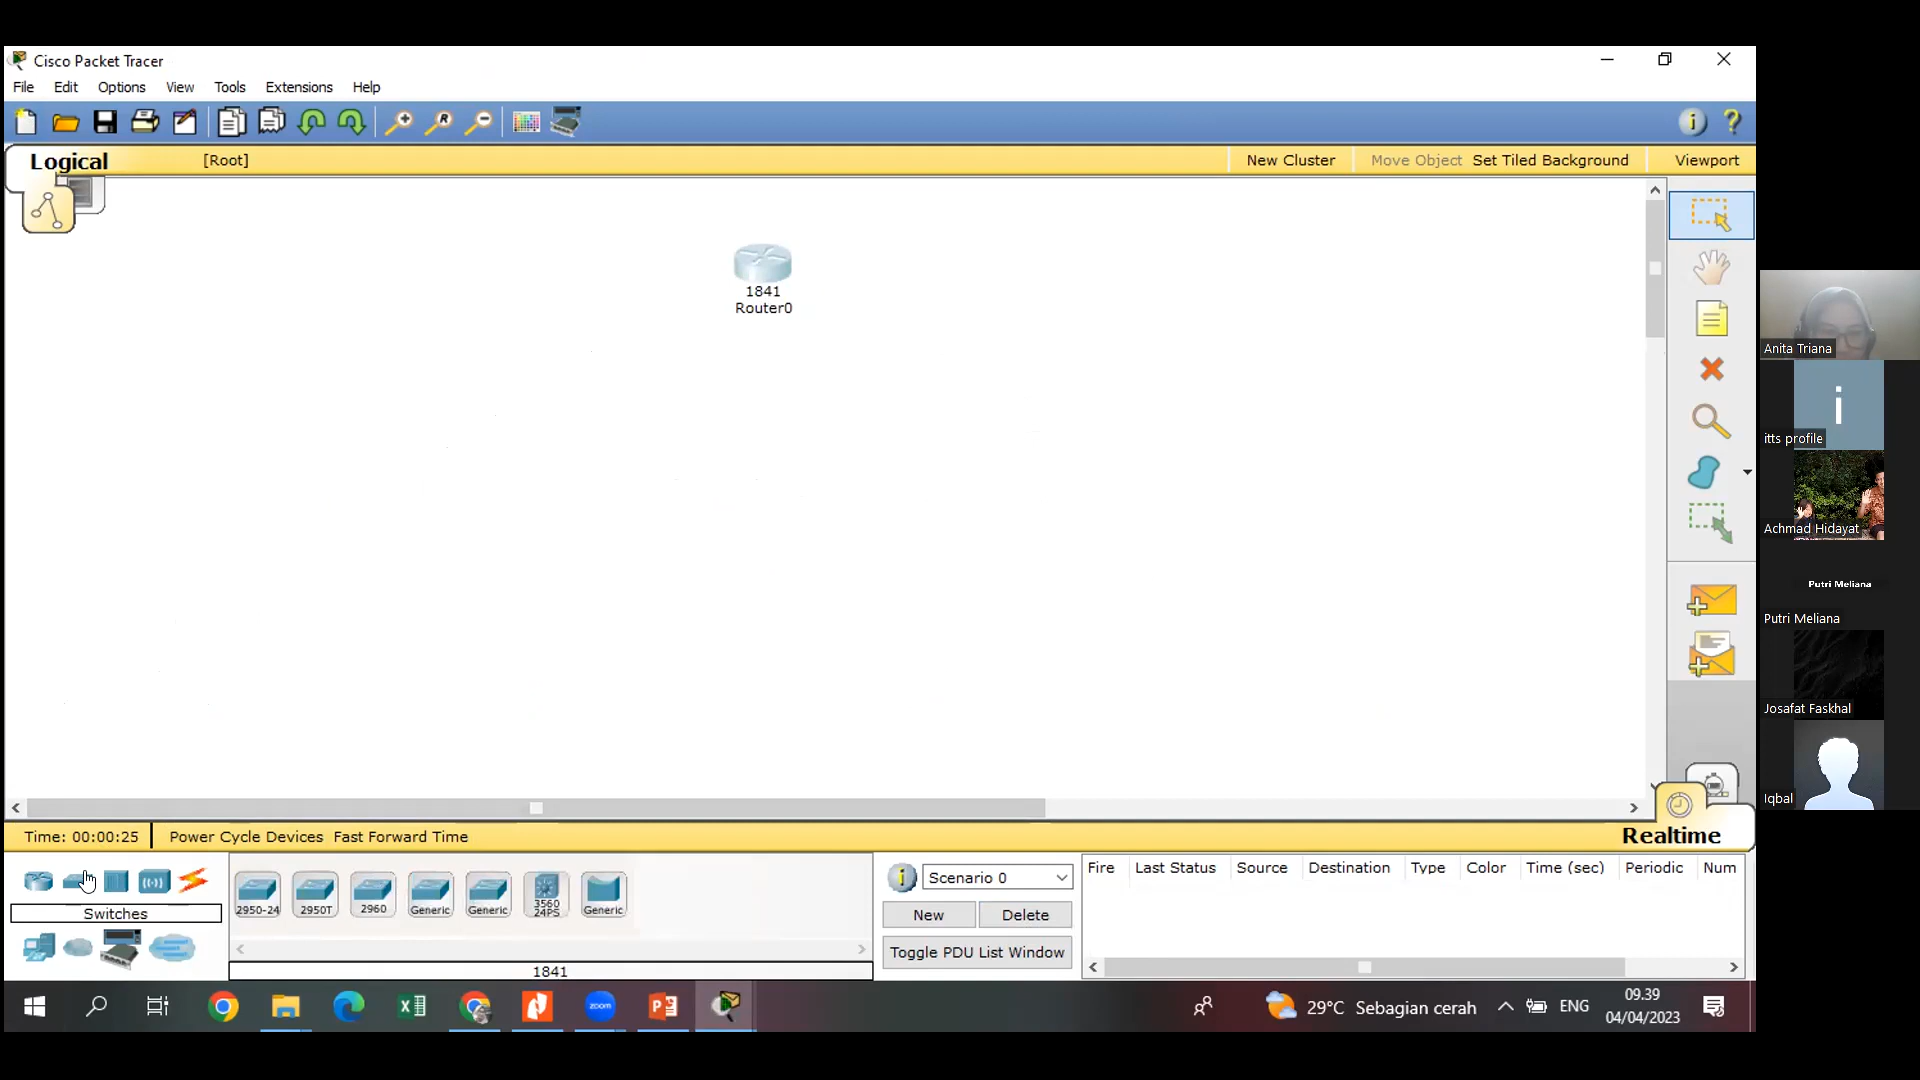 Cisco Packet Tracer
File Edit Options View Tools Extensions Help
Logical [Root] New Cluster Move Object Set Tiled Background Viewport
1841
Router0
Anita Triana
i
itts profile
Achmad Hidayat
Putri Meliana
Putri Meliana
Josafat Faskhal
Iqbal
Time: 00:00:25 Power Cycle Devices Fast Forward Time
Realtime
Switches
2950-24 2950T 2960 Generic Generic 3560 24PS Generic
1841
Scenario 0
New Delete
Toggle PDU List Window
Fire Last Status Source Destination Type Color Time (sec) Periodic Num
zoom
29°C Sebagian cerah
ENG
09.39
04/04/2023